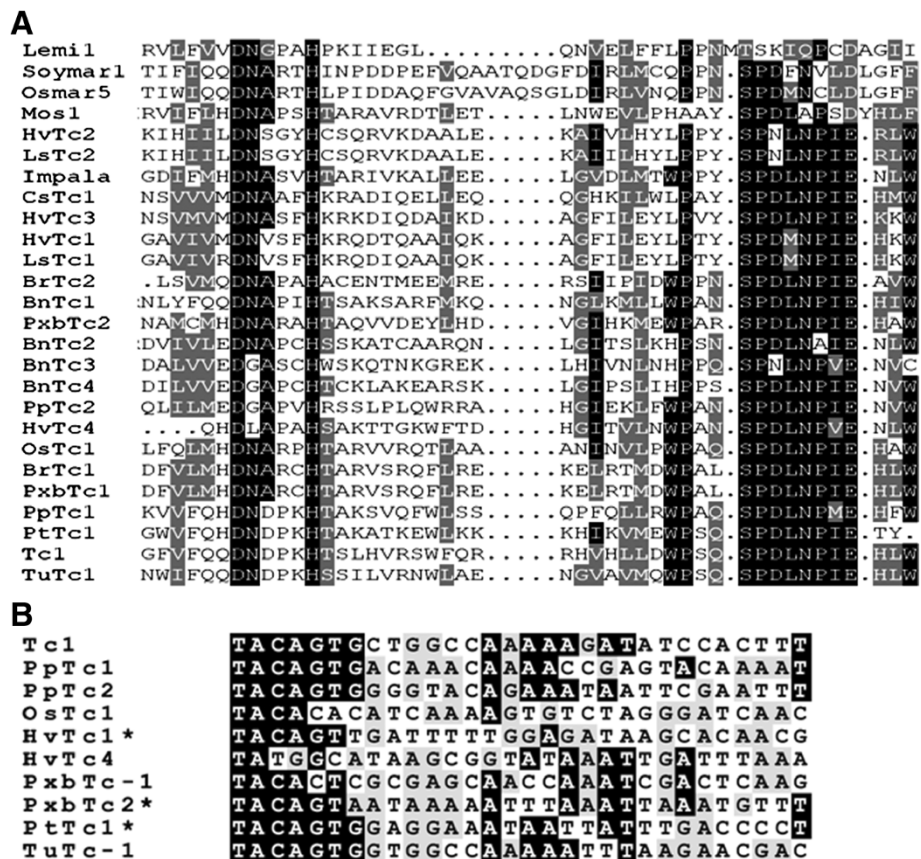 A
Lemi1 RVLFVVDNGPAHPKIIEGL.........QNVELFFLPPNMTSKIQPCDAGII
Soymar1 TIFIQQDNARTHINPDDPEFVQAATQDGFDIRLMCQPPN.SPDFNVLDLGFF
Osmar5 TIWIQQDNARTHLPIDDAQFGVAVAQSGLDIRLVNQPPN.SPDMNCLDLGFF
Mos1 RVIFLHDNAPSHTARAVRDTLET.....LNWEVLPHAAY.SPDLAPSDYHLF
HvTc2 KIHIILDNSGYHCSQRVKDAALE.....KAIVLHYLPPY.SPNLNPIE.RLW
LsTc2 KIHIILDNSGYHCSQRVKDAALE.....KAIILHYLPPY.SPNLNPIE.RLW
Impala GDIFMHDNASVHTARIVKALLEE.....LGVDLMTWPPY.SPDLNPIE.NLW
CsTc1 NSVVVMDNAAFHKRADIQELLEQ.....QGHKILWLPAY.SPDLNPIE.HMW
HvTc3 NSVMVMDNASFHKRKDIQDAIKD.....AGFILEYLPVY.SPDLNPIE.KKW
HvTc1 GAVIVMDNVSFHKRQDTQAAIQK.....AGFILEYLPTY.SPDMNPIE.HKW
LsTc1 GAVIVRDNVSFHKRQDIQAAIQK.....AGFILEYLPTY.SPDMNPIE.HKW
BrTc2 .LSVMQDNAPAHACENTMEEMRE.....RSIIPIDWPPN.SPDLNPIE.AVW
BnTc1 NLYFQQDNAPIHTSAKSARFMKQ.....NGLKMLLWPAN.SPDLNPIE.HIW
PxbTc2 NAMCMHDNARAHTAQVVDEYLHD.....VGIHKMEWPAR.SPDLNPIE.HAW
BnTc2 DVIVLEDNAPCHSSKATCAARQN.....LGITSLKHPSN.SPDLNAIE.NLW
BnTc3 DALVVEDGASCHWSKQTNKGREK.....LHIVNLNHPPQ.SPNLNPVE.NVC
BnTc4 DILVVEDGAPCHTCKLAKEARSK.....LGIPSLIHPPS.SPDLNPIE.NVW
PpTc2 QLILMEDGAPVHRSSLPLQWRRA.....HGIEKLFWPAN.SPDLNPIE.NVW
HvTc4 ....QHDLAPAHSAKTTGKWFTD.....HGITVLNWPAN.SPDLNPVE.NLW
OsTc1 LFQLMHDNARPHTARVVRQTLAA.....ANINVLPWPAQ.SPDLNPIE.HAW
BrTc1 DFVLMHDNARCHTARVSRQFLRE.....KELRTMDWPAL.SPDLNPIE.HLW
PxbTc1 DFVLMHDNARCHTARVSRQFLRE.....KELRTMDWPAL.SPDLNPIE.HLW
PpTc1 KVVFQHDNDPKHTAKSVQFWLSS.....QPFQLLRWPAQ.SPDLNPME.HFW
PtTc1 GWVFQHDNDPKHTAKATKEWLKK.....KHIKVMEWPSQ.SPDLNPIE.TY.
Tc1 GFVFQQDNDPKHTSLHVRSWFQR.....RHVHLLDWPSQ.SPDLNPIE.HLW
TuTc1 NWIFQQDNDPKHSSILVRNWLAE.....NGVAVMQWPSQ.SPDLNPIE.HLW
B
Tc1 TACAGTGCTGGCCAAAAAGATATCCACTTT
PpTc1 TACAGTGACAAACAAAAACCGAGTACAAAAT
PpTc2 TACAGTGGGGTACAGAAATAATTCGAATTT
OsTc1 TACACACATCAAAAGTGTCTAGGGATCAAC
HvTc1* TACAGTTGATTTTTGGAGATAAGCACAACG
HvTc4 TATGGCATAAGCGGTATAAATTGATTTAAA
PxbTc-1 TACACTCGCGAGCAACCAAATCGACTCAAG
PxbTc2* TACAGTAATAAAAATTTAAATTAAATGTTT
PtTc1* TACAGTGGAGGAAATAATTATTTGACCCCT
TuTc-1 TACAGTGGTGGCCAAAAATTTAAGAACGAC